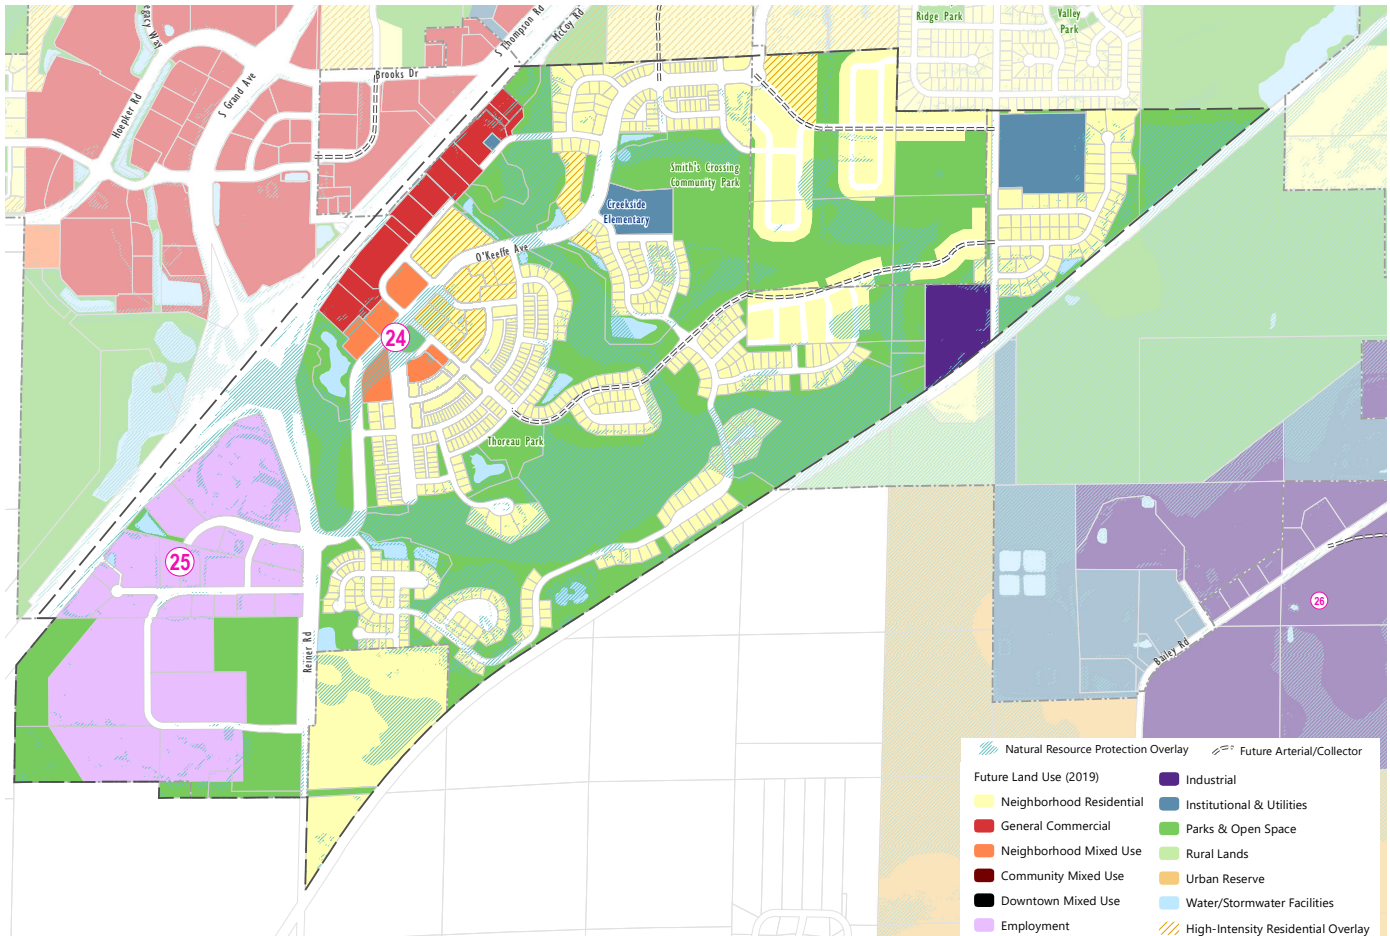 Legacy Way
S Grand Ave
Hoepker Rd
Brooks Dr
S Thompson Rd
McCoy Rd
Ridge Park
Valley
Park
Smith's Crossing
Community Park
Creekside
Elementary
O'Keeffe Ave
24
Thoreau Park
25
26
Reiner Rd
Bailey Rd
Natural Resource Protection Overlay
Future Arterial/Collector
Future Land Use (2019)
Neighborhood Residential
General Commercial
Neighborhood Mixed Use
Community Mixed Use
Downtown Mixed Use
Employment
Industrial
Institutional & Utilities
Parks & Open Space
Rural Lands
Urban Reserve
Water/Stormwater Facilities
High-Intensity Residential Overlay